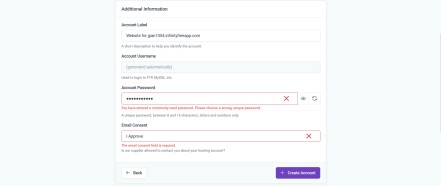 Additional Information
Account Label
Website for gian1034.infinityfreeapp.com
A short description to help you identify the account.
Account Username
(generated automatically)
Used to login to FTP, MySQL, etc.
Account Password
•••••••••••
You have entered a commonly used password. Please choose a strong, unique password.
A unique password, between 8 and 15 characters, letters and numbers only.
Email Consent
I Approve
The email consent field is required.
Is our supplier allowed to contact you about your hosting account?
← Back
+ Create Account